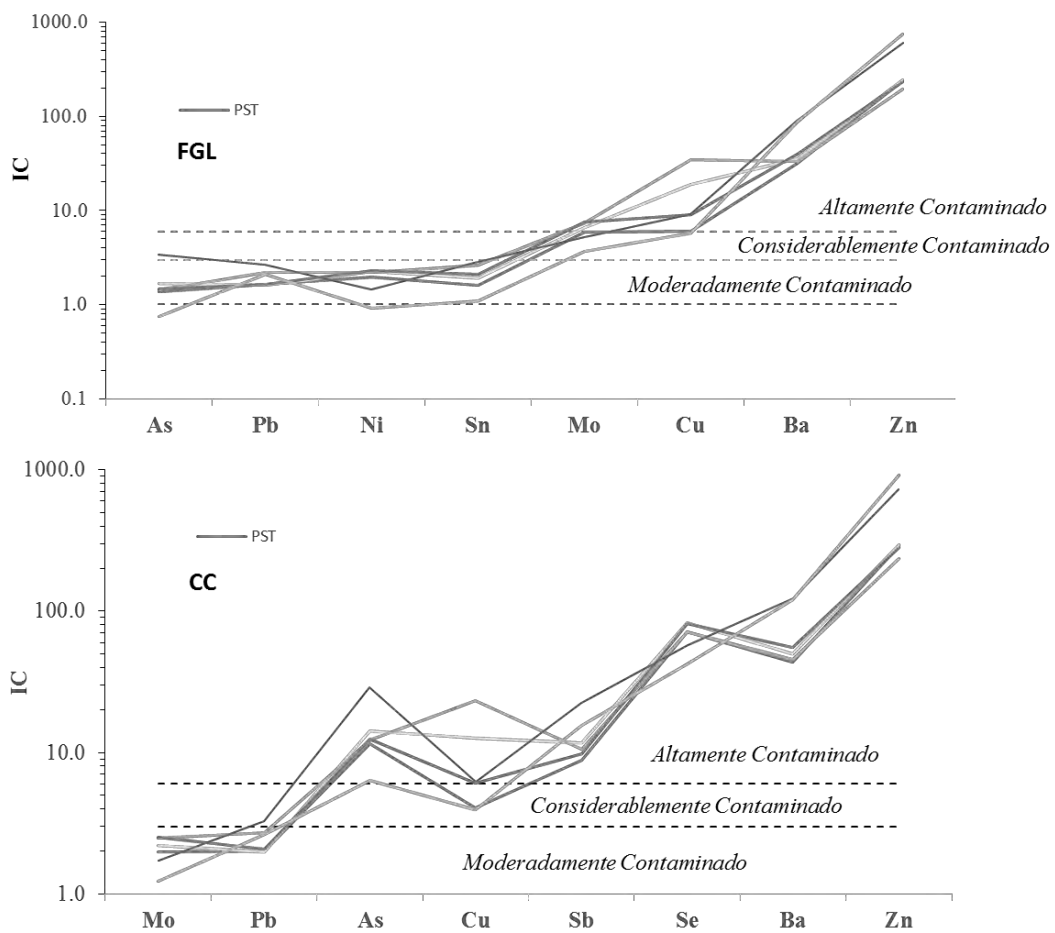 1000.0
PST
100.0
FGL
IC
10.0
Altamente Contaminado
Considerablemente Contaminado
Moderadamente Contaminado
1.0
0.1
As Pb Ni Sn Mo Cu Ba Zn
1000.0
PST
CC
100.0
IC
10.0
Altamente Contaminado
Considerablemente Contaminado
Moderadamente Contaminado
1.0
Mo Pb As Cu Sb Se Ba Zn